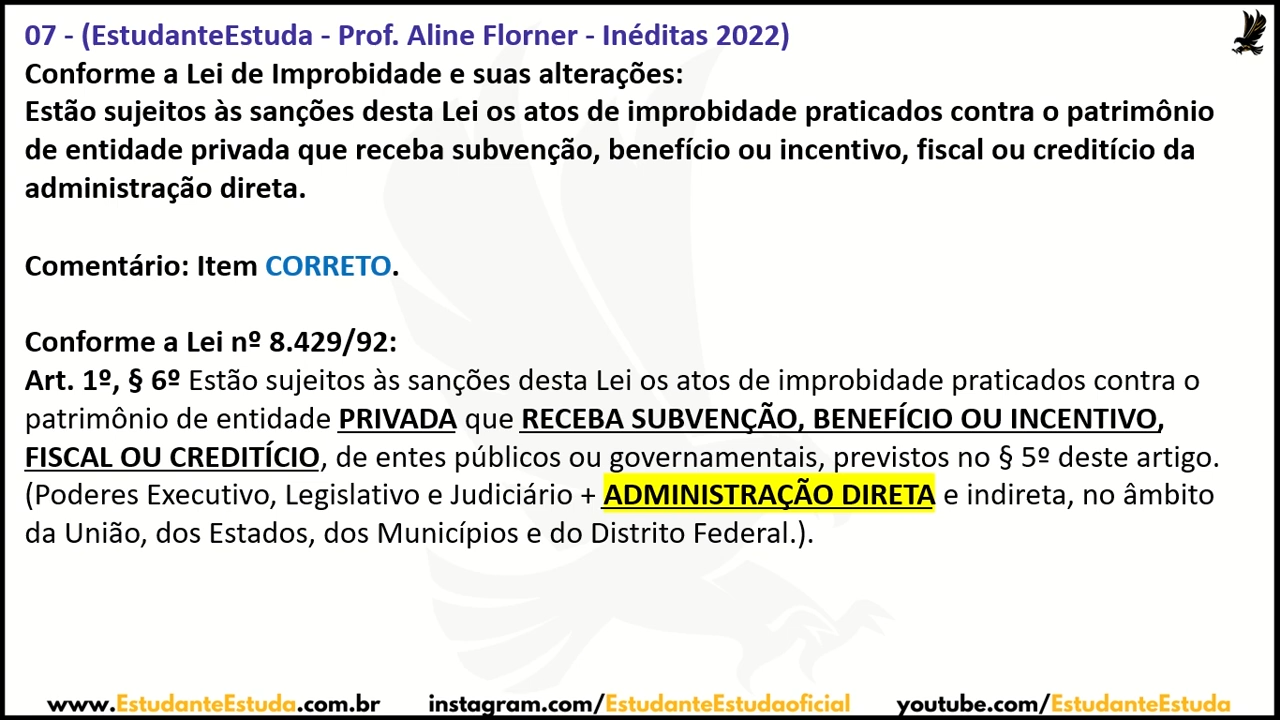 07 - (EstudanteEstuda - Prof. Aline Florner - Inéditas 2022)
Conforme a Lei de Improbidade e suas alterações:
Estão sujeitos às sanções desta Lei os atos de improbidade praticados contra o patrimônio
de entidade privada que receba subvenção, benefício ou incentivo, fiscal ou creditício da
administração direta.
Comentário: Item CORRETO.
Conforme a Lei nº 8.429/92:
Art. 1º, § 6º Estão sujeitos às sanções desta Lei os atos de improbidade praticados contra o
patrimônio de entidade PRIVADA que RECEBA SUBVENÇÃO, BENEFÍCIO OU INCENTIVO,
FISCAL OU CREDITÍCIO, de entes públicos ou governamentais, previstos no § 5º deste artigo.
(Poderes Executivo, Legislativo e Judiciário + ADMINISTRAÇÃO DIRETA e indireta, no âmbito
da União, dos Estados, dos Municípios e do Distrito Federal.).
www.EstudanteEstuda.com.br instagram.com/EstudanteEstudaoficial youtube.com/EstudanteEstuda